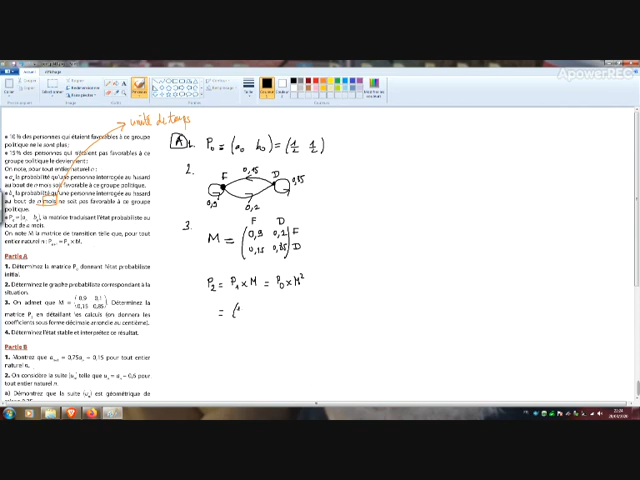 ApowerREC
unité de temps
● 10 % des personnes qui étaient favorables à ce groupe
politique ne le sont plus ;
● 15 % des personnes qui n'étaient pas favorables à ce
groupe politique le deviennent.
On note, pour tout entier naturel n :
● aₙ la probabilité qu'une personne interrogée au hasard
au bout de n mois soit favorable à ce groupe politique.
● bₙ la probabilité qu'une personne interrogée au hasard
au bout de n mois ne soit pas favorable à ce groupe
politique.
● Pₙ = (aₙ bₙ), la matrice traduisant l'état probabiliste au
bout de n mois.
On note M la matrice de transition telle que, pour tout
entier naturel n : Pₙ₊₁ = Pₙ × M.
Partie A
1. Déterminez la matrice P₀ donnant l'état probabiliste
initial.
2. Déterminez le graphe probabiliste correspondant à la
situation.
3. On admet que M = (0,9 0,1
0,15 0,85). Déterminez la
matrice P₂ en détaillant les calculs (on donnera les
coefficients sous forme décimale arrondie au centième).
4. Déterminez l'état stable et interprétez ce résultat.
Partie B
1. Montrez que aₙ₊₁ = 0,75aₙ + 0,15 pour tout entier
naturel n.
2. On considère la suite (uₙ) telle que uₙ = aₙ − 0,6 pour
tout entier naturel n.
a) Démontrez que la suite (uₙ) est géométrique de
A 1. P₀ = (a₀ b₀) = (1/2 1/2)
2. F 0,15 D 0,85
0,9 0,2
3. F D
M = (0,9 0,2) F
(0,15 0,85) D
P₂ = P₁ × M = P₀ × M²
= (